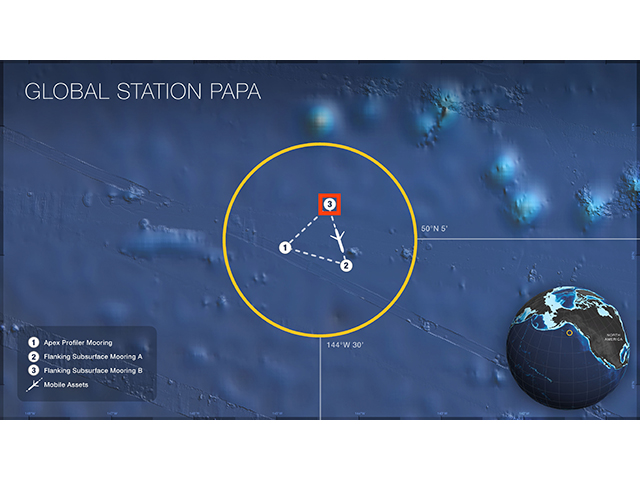 GLOBAL STATION PAPA
3
50°N 5'
1
2
144°W 30'
NORTH
AMERICA
1 Apex Profiler Mooring
2 Flanking Subsurface Mooring A
3 Flanking Subsurface Mooring B
Mobile Assets